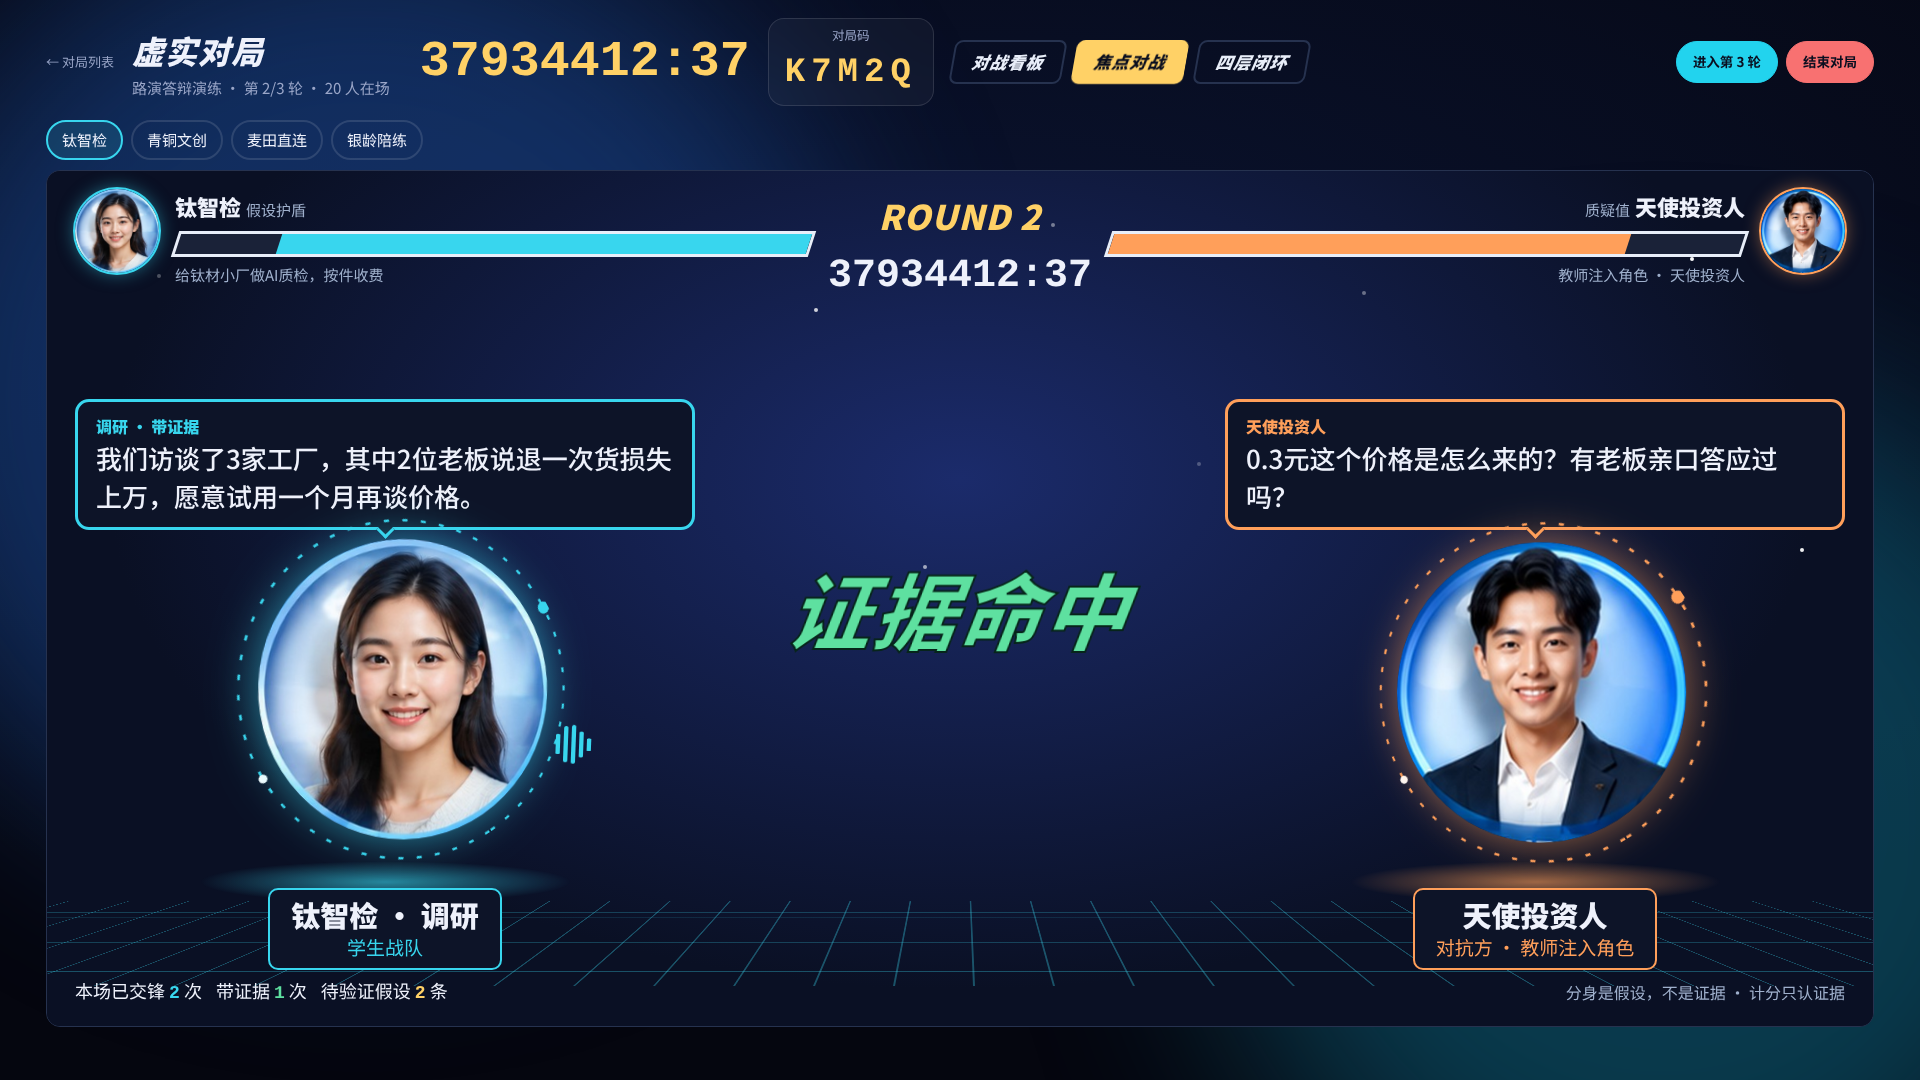 ← 对局列表
虚实对局
路演答辩演练 · 第 2/3 轮 · 20 人在场
37934412:37
对局码
K7M2Q
对战看板
焦点对战
四层闭环
进入第 3 轮
结束对局
钛智检
青铜文创
麦田直连
银龄陪练
钛智检 假设护盾
给钛材小厂做AI质检，按件收费
ROUND 2
37934412:37
质疑值 天使投资人
教师注入角色 · 天使投资人
调研 · 带证据
我们访谈了3家工厂，其中2位老板说退一次货损失
上万，愿意试用一个月再谈价格。
天使投资人
0.3元这个价格是怎么来的？有老板亲口答应过
吗？
证据命中
钛智检 · 调研
学生战队
天使投资人
对抗方 · 教师注入角色
本场已交锋 2 次 带证据 1 次 待验证假设 2 条
分身是假设，不是证据 · 计分只认证据